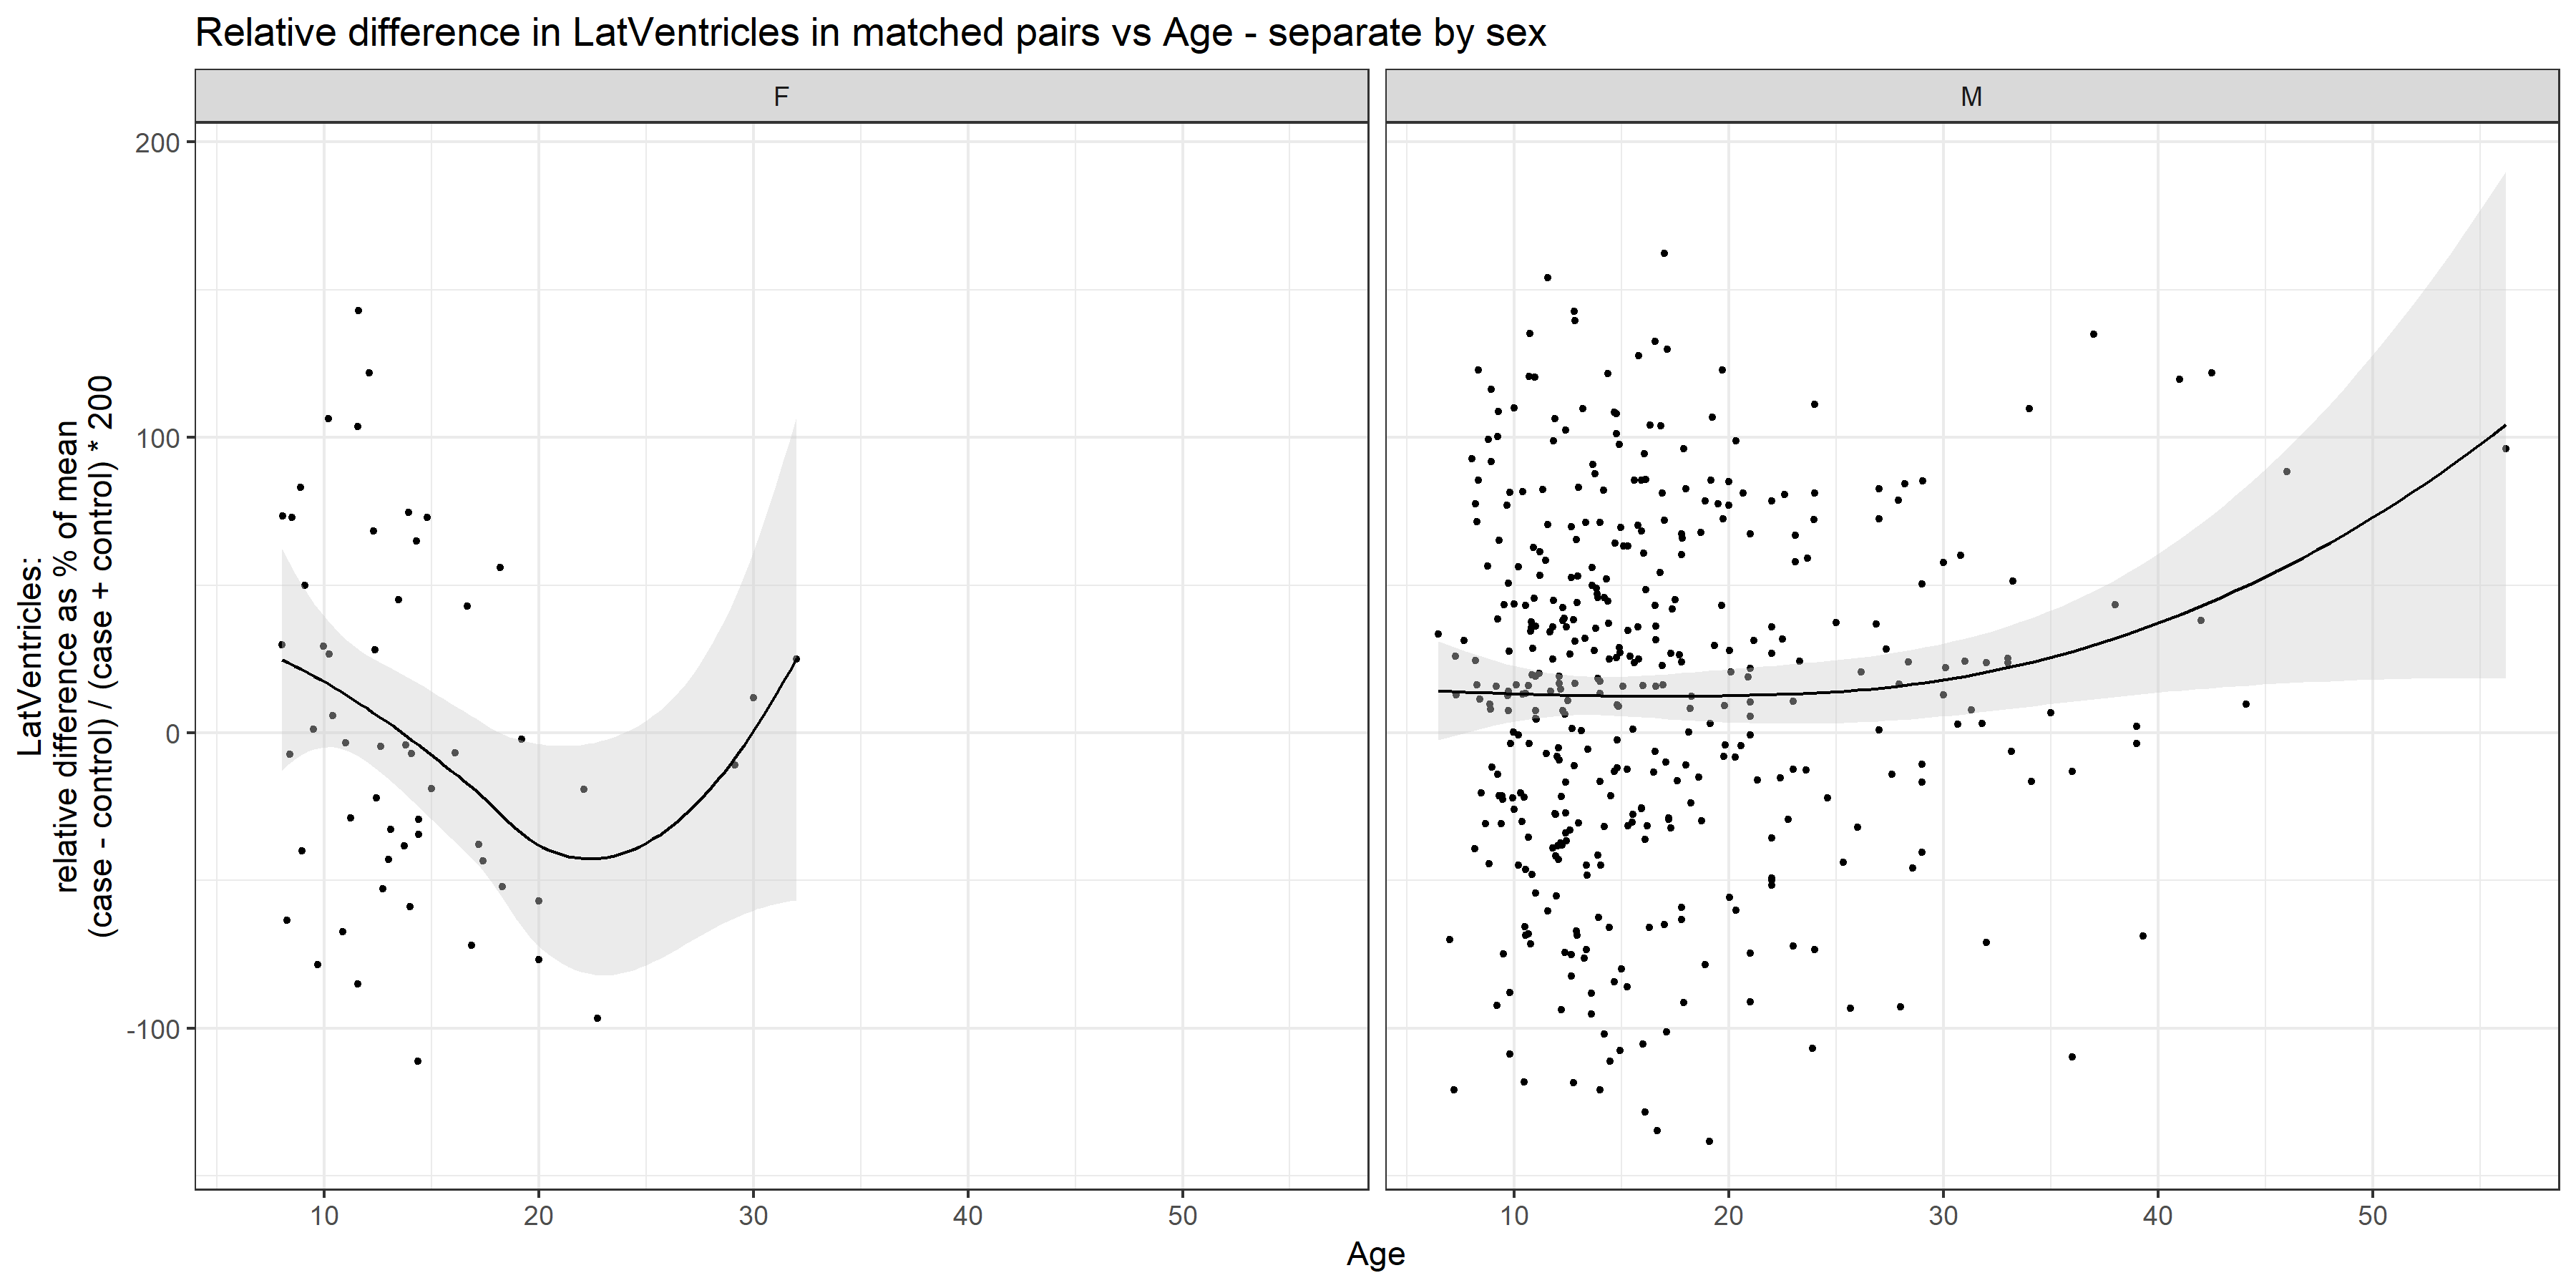 Relative difference in LatVentricles in matched pairs vs Age - separate by sex
F
M
LatVentricles:
relative difference as % of mean
(case - control) / (case + control) * 200
200
100
0
-100
10
20
30
40
50
10
20
30
40
50
Age